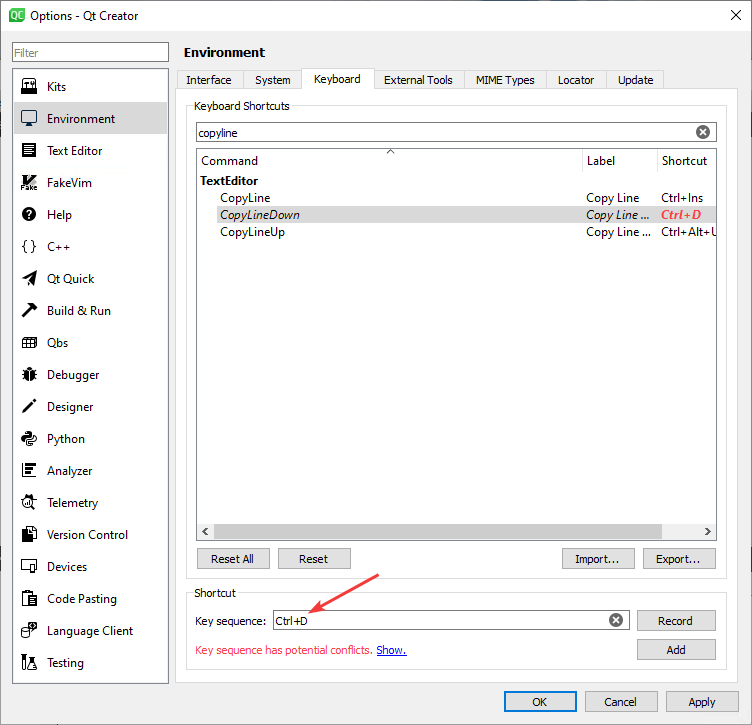 QC Options - Qt Creator
Filter
Kits
Environment
Text Editor
Fake FakeVim
Help
{} C++
Qt Quick
Build & Run
Qbs
Debugger
Designer
Python
Analyzer
Telemetry
Version Control
Devices
Code Pasting
Language Client
Testing
Environment
Interface System Keyboard External Tools MIME Types Locator Update
Keyboard Shortcuts
copyline
Command Label Shortcut
TextEditor
CopyLine Copy Line Ctrl+Ins
CopyLineDown Copy Line ... Ctrl+D
CopyLineUp Copy Line ... Ctrl+Alt+U
Reset All Reset Import... Export...
Shortcut
Key sequence: Ctrl+D Record
Key sequence has potential conflicts. Show. Add
OK Cancel Apply